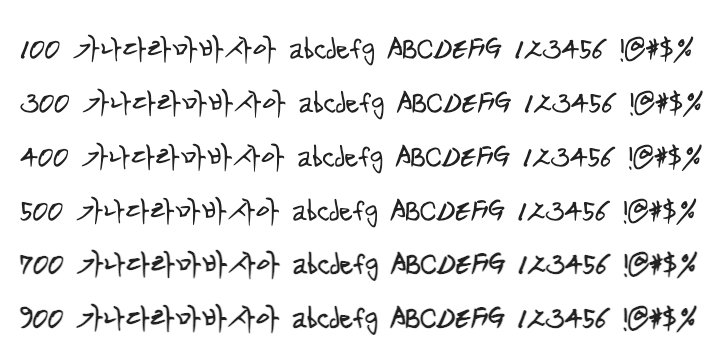 100 가나다라마바사아 abcdefg ABCDEFG 123456 !@#$%
300 가나다라마바사아 abcdefg ABCDEFG 123456 !@#$%
400 가나다라마바사아 abcdefg ABCDEFG 123456 !@#$%
500 가나다라마바사아 abcdefg ABCDEFG 123456 !@#$%
700 가나다라마바사아 abcdefg ABCDEFG 123456 !@#$%
900 가나다라마바사아 abcdefg ABCDEFG 123456 !@#$%